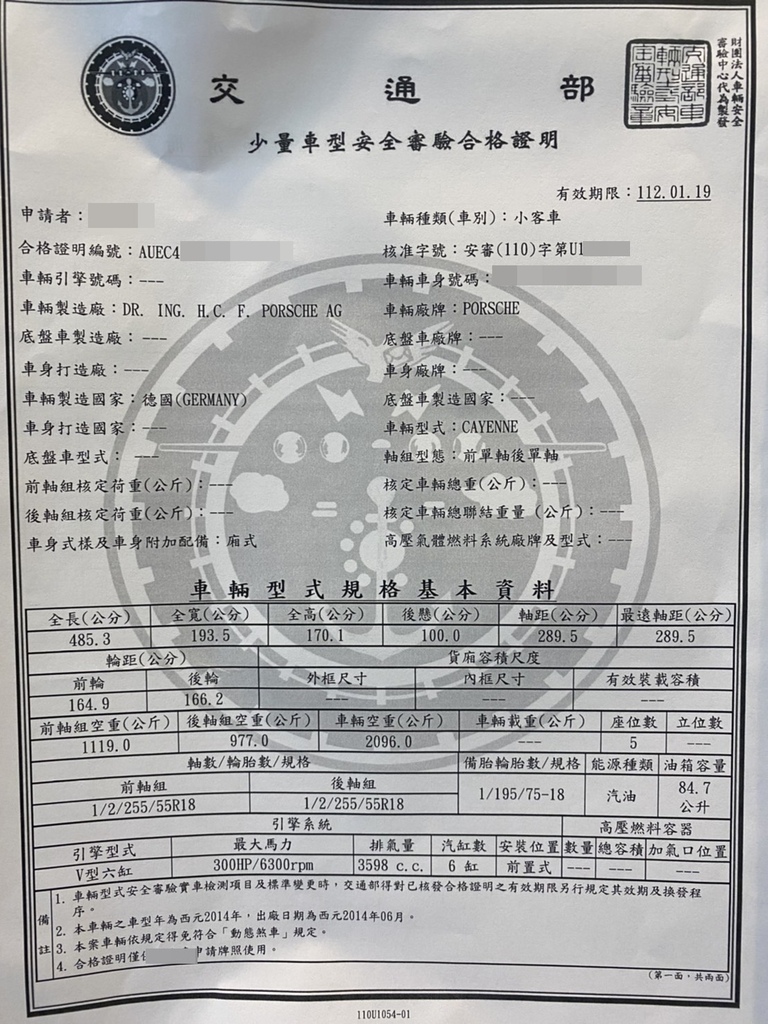 交通部
財團法人車輛安全
審驗中心代為製發
少量車型安全審驗合格證明
有效期限：112.01.19
申請者：
車輛種類(車別)：小客車
合格證明編號：AUEC4
核准字號：安審(110)字第U1
車輛引擎號碼：---
車輛車身號碼：
車輛製造廠：DR. ING. H.C. F. PORSCHE AG
車輛廠牌：PORSCHE
底盤車製造廠：---
底盤車廠牌：---
車身打造廠：---
車身廠牌：---
車輛製造國家：德國(GERMANY)
底盤車製造國家：---
車身打造國家：---
車輛型式：CAYENNE
底盤車型式：---
軸組型態：前單軸後單軸
前軸組核定荷重(公斤)：---
核定車輛總重(公斤)：---
後軸組核定荷重(公斤)：---
核定車輛總聯結重量(公斤)：---
車身式樣及車身附加配備：廂式
高壓氣體燃料系統廠牌及型式：---
車輛型式規格基本資料
全長(公分) 全寬(公分) 全高(公分) 後懸(公分) 軸距(公分) 最遠軸距(公分)
485.3 193.5 170.1 100.0 289.5 289.5
輪距(公分) 貨廂容積尺度
前輪 後輪 外框尺寸 內框尺寸 有效裝載容積
164.9 166.2 --- --- ---
前軸組空重(公斤) 後軸組空重(公斤) 車輛空重(公斤) 車輛載重(公斤) 座位數 立位數
1119.0 977.0 2096.0 --- 5 ---
軸數/輪胎數/規格 備胎輪胎數/規格 能源種類 油箱容量
前軸組 後軸組
1/2/255/55R18 1/2/255/55R18 1/195/75-18 汽油 84.7公升
引擎系統 高壓燃料容器
引擎型式 最大馬力 排氣量 汽缸數 安裝位置 數量 總容積 加氣口位置
V型六缸 300HP/6300rpm 3598 c.c. 6 缸 前置式 --- --- ---
備註
1. 車輛型式安全審驗實車檢測項目及標準變更時，交通部得對已核發合格證明之有效期限另行規定其效期及換發程
序。
2. 本車輛之車型年為西元2014年，出廠日期為西元2014年06月。
3. 本案車輛依規定得免符合「動態煞車」規定。
4. 合格證明僅 申請牌照使用。
(第一面，共兩面)
110U1054-01